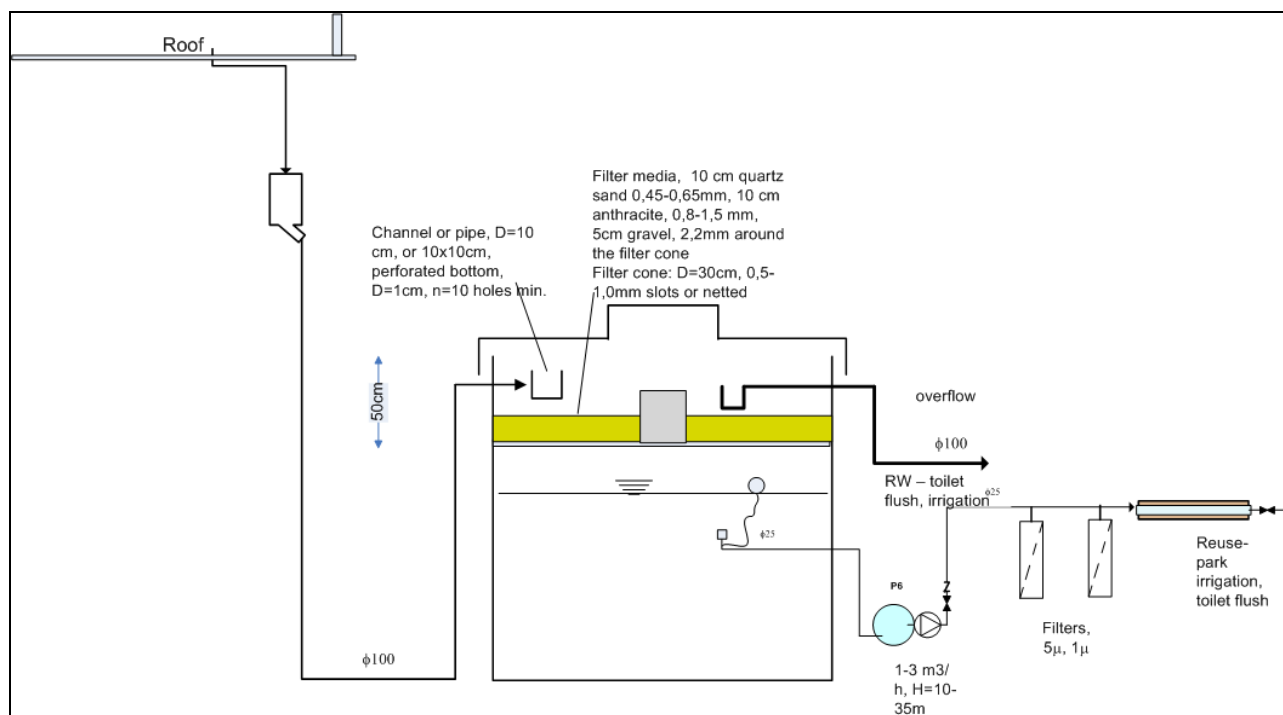 Roof
Filter media, 10 cm quartz
sand 0,45-0,65mm, 10 cm
anthracite, 0,8-1,5 mm,
5cm gravel, 2,2mm around
the filter cone
Filter cone: D=30cm, 0,5-
1,0mm slots or netted
Channel or pipe, D=10
cm, or 10x10cm,
perforated bottom,
D=1cm, n=10 holes min.
50cm
overflow
ϕ100
RW – toilet
flush, irrigation
ϕ25
ϕ25
Reuse-
park
irrigation,
toilet flush
P6
Z
Filters,
5μ, 1μ
ϕ100
1-3 m3/
h, H=10-
35m